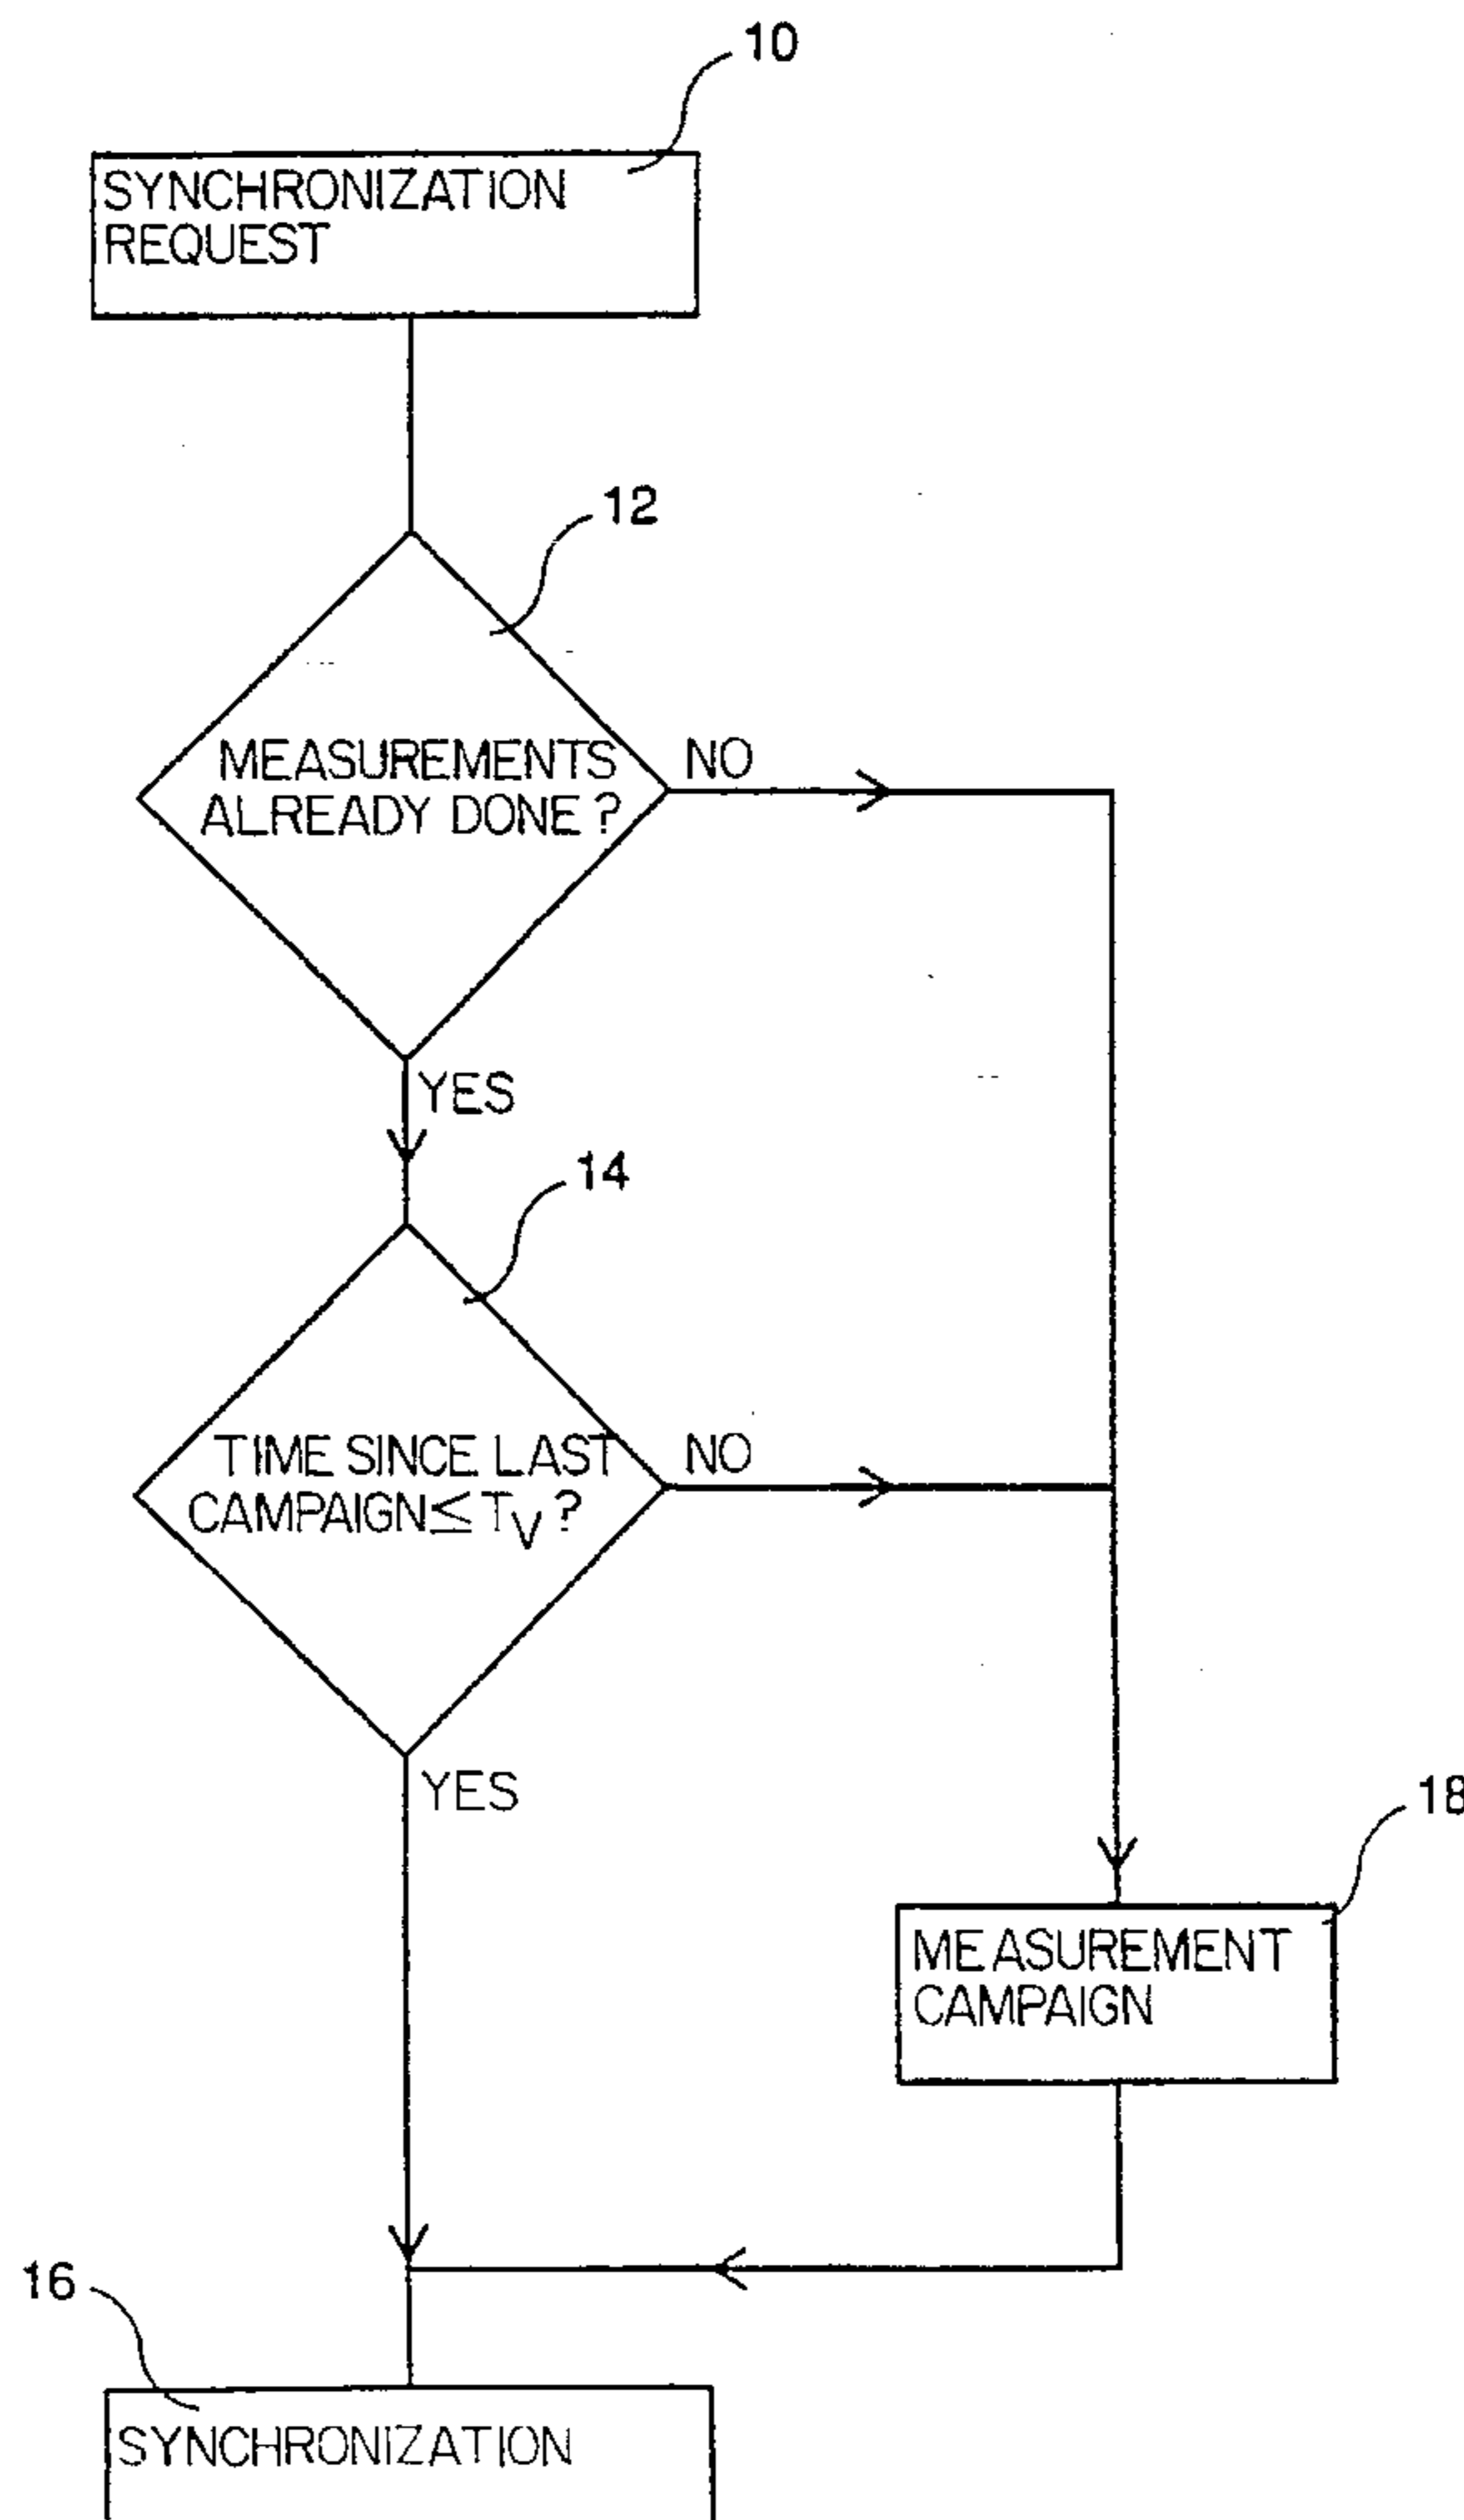 10
SYNCHRONIZATION
REQUEST
12
MEASUREMENTS
ALREADY DONE ?
NO
YES
14
TIME SINCE LAST
CAMPAIGN ≤ TV ?
NO
YES
18
MEASUREMENT
CAMPAIGN
16
SYNCHRONIZATION